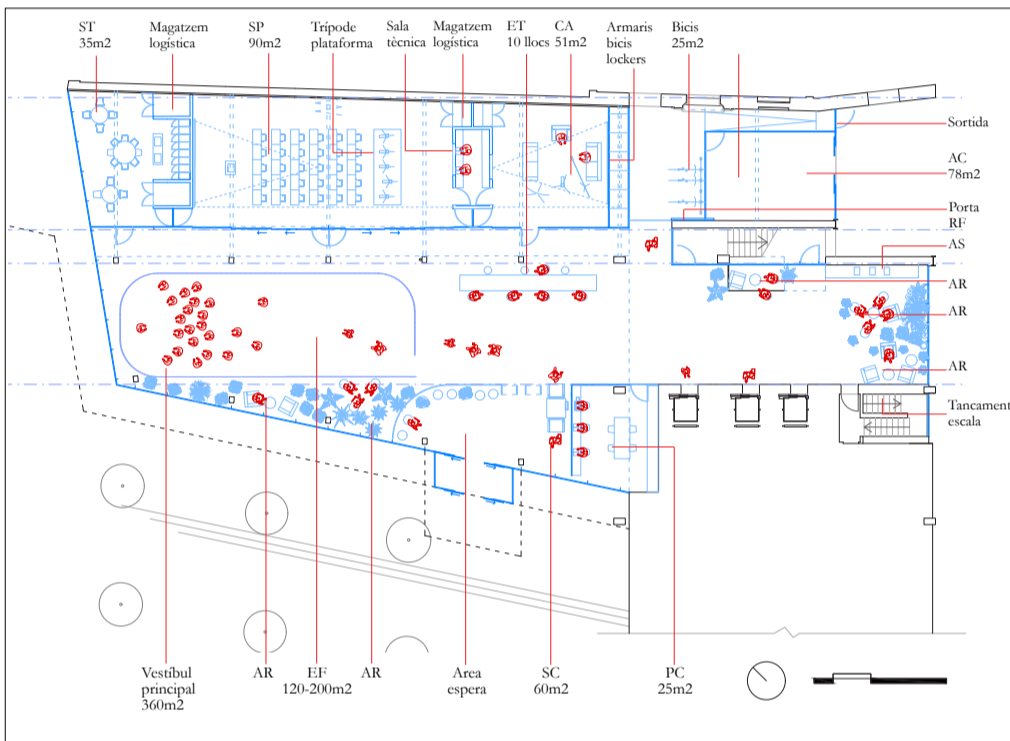 ST
35m2
Magatzem
logística
SP
90m2
Trípode
plataforma
Sala
tècnica
Magatzem
logística
ET
10 llocs
CA
51m2
Armaris
bicis
lockers
Bicis
25m2
Sortida
AC
78m2
Porta
RF
AS
AR
AR
AR
Tancament
escala
Vestíbul
principal
360m2
AR
EF
120-200m2
AR
Area
espera
SC
60m2
PC
25m2